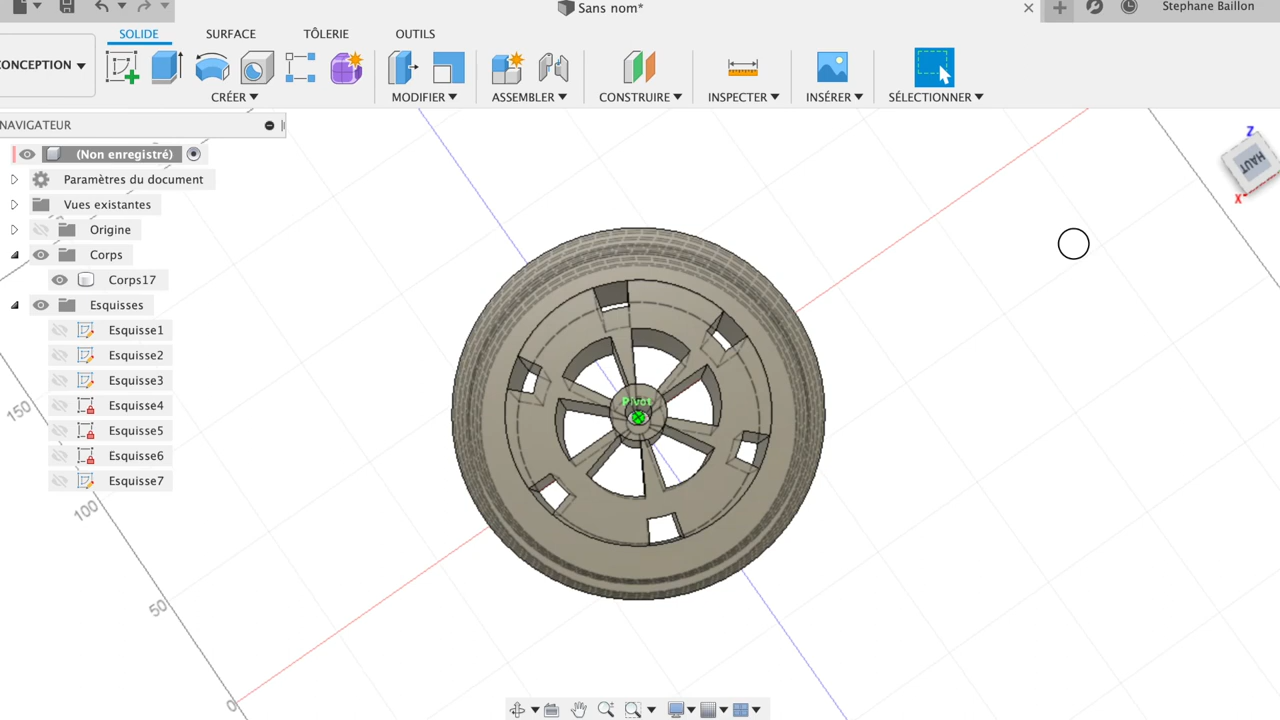 Sans nom*
Stephane Baillon
SOLIDE
SURFACE
TÔLERIE
OUTILS
CONCEPTION
CRÉER
MODIFIER
ASSEMBLER
CONSTRUIRE
INSPECTER
INSÉRER
SÉLECTIONNER
NAVIGATEUR
(Non enregistré)
Paramètres du document
Vues existantes
Origine
Corps
Corps17
Esquisses
Esquisse1
Esquisse2
Esquisse3
Esquisse4
Esquisse5
Esquisse6
Esquisse7
Pivot
Z
HAUT
X
150
100
50
0